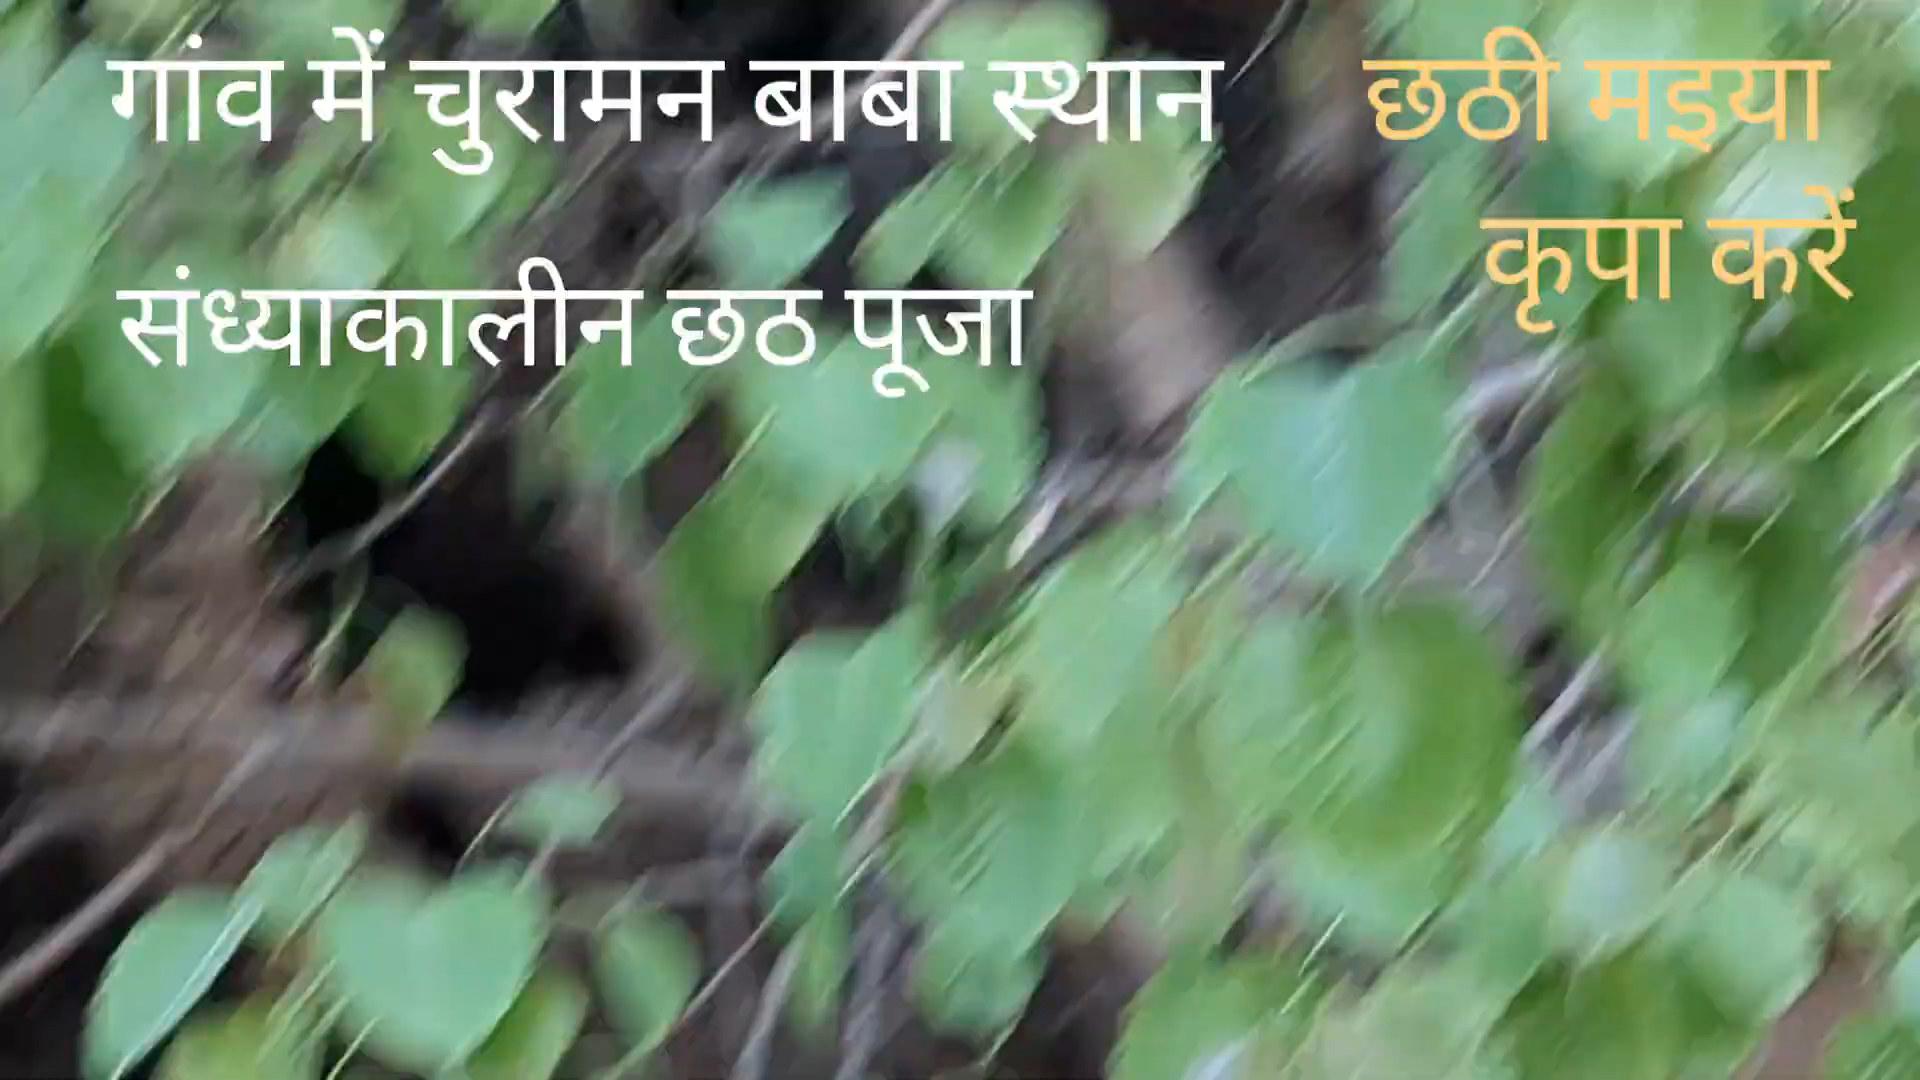 गांव में चुरामन बाबा स्थान
संध्याकालीन छठ पूजा
छठी मइया
कृपा करें